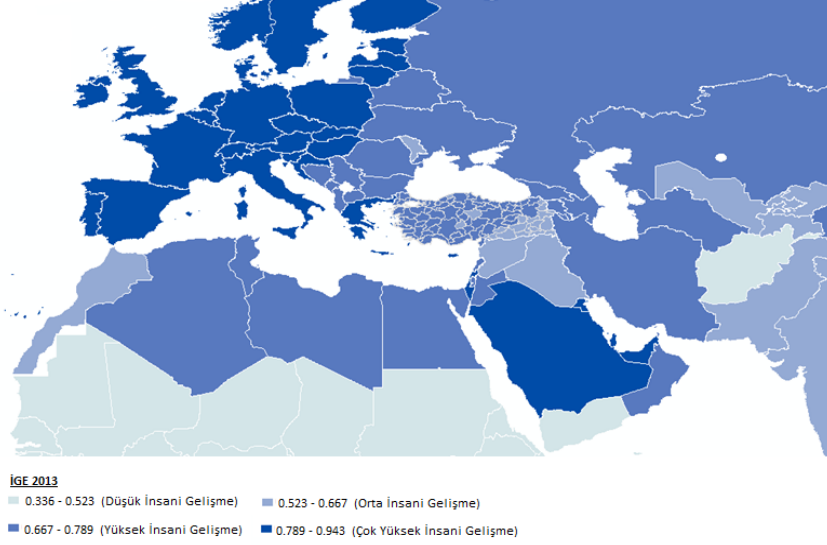 İGE 2013
0.336 - 0.523 (Düşük İnsani Gelişme) 0.523 - 0.667 (Orta İnsani Gelişme)
0.667 - 0.789 (Yüksek İnsani Gelişme) 0.789 - 0.943 (Çok Yüksek İnsani Gelişme)